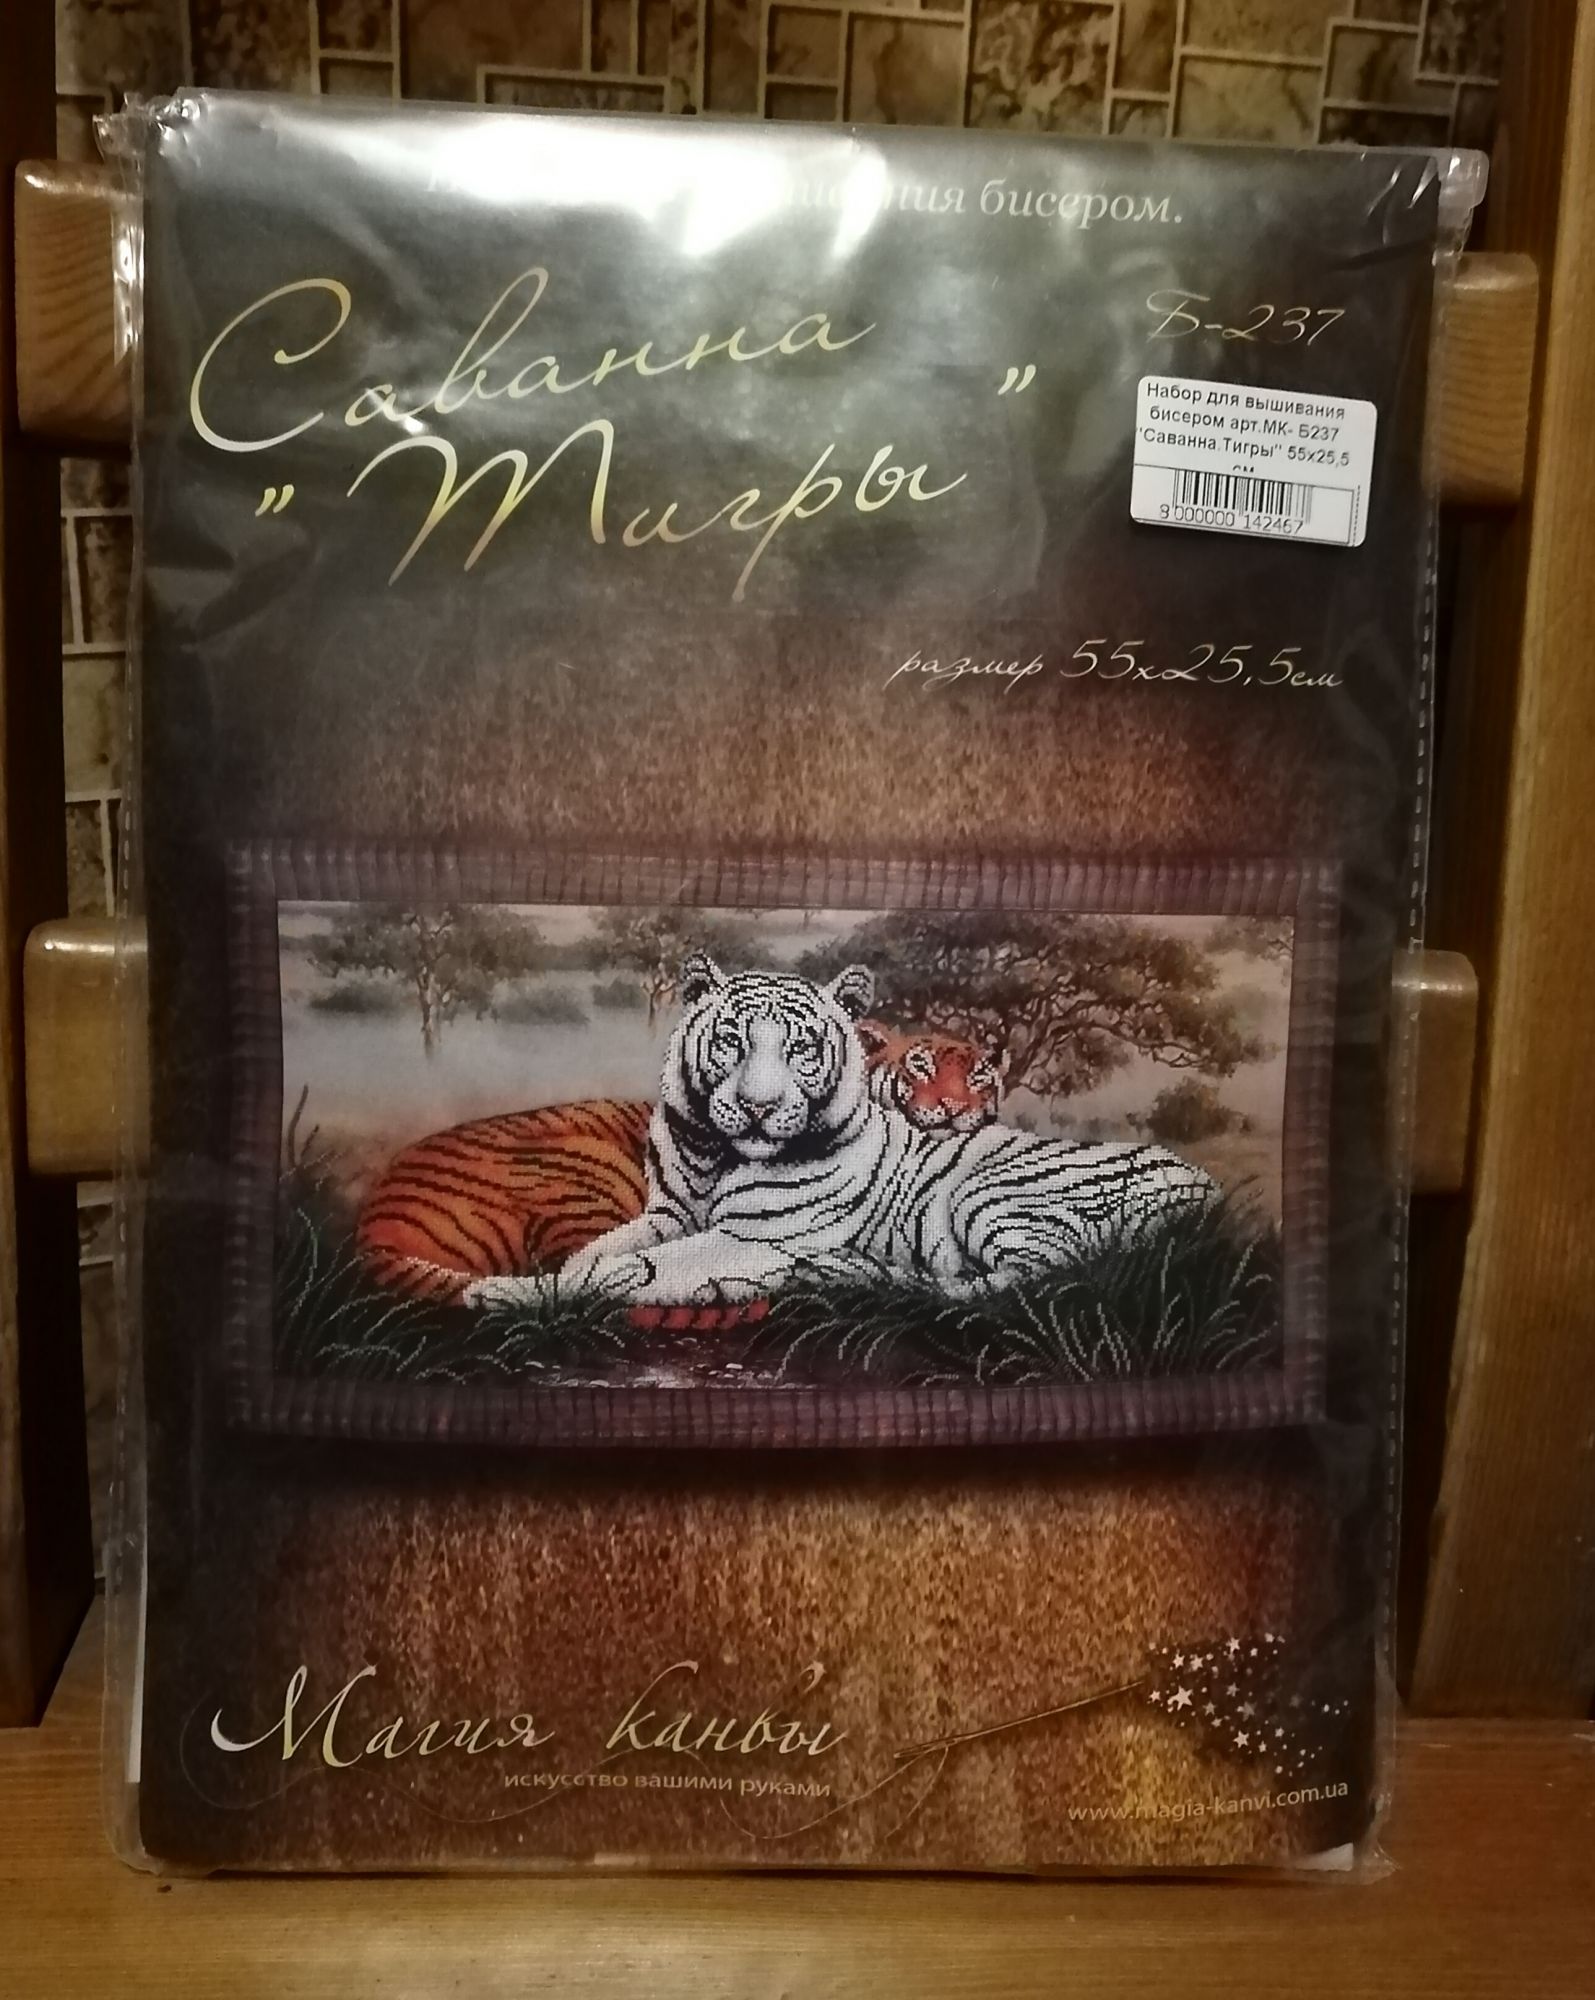 бисером.
Саванна
Б-237
" Тигры "
Набор для вышивания
бисером арт.МК- Б237
"Саванна.Тигры" 55х25,5
см
8 000000 142467
размер 55х25,5см
Магия канвы
искусство вашими руками
www.magia-kanvi.com.ua